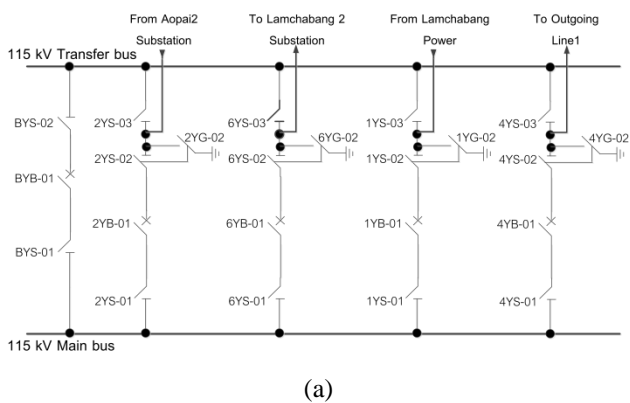 From Aopai2 To Lamchabang 2 From Lamchabang To Outgoing
Substation Substation Power Line1
115 kV Transfer bus
BYS-02 2YS-03 2YG-02 6YS-03 6YG-02 1YS-03 1YG-02 4YS-03 4YG-02
2YS-02 6YS-02 1YS-02 4YS-02
BYB-01
2YB-01 6YB-01 1YB-01 4YB-01
BYS-01
2YS-01 6YS-01 1YS-01 4YS-01
115 kV Main bus
(a)